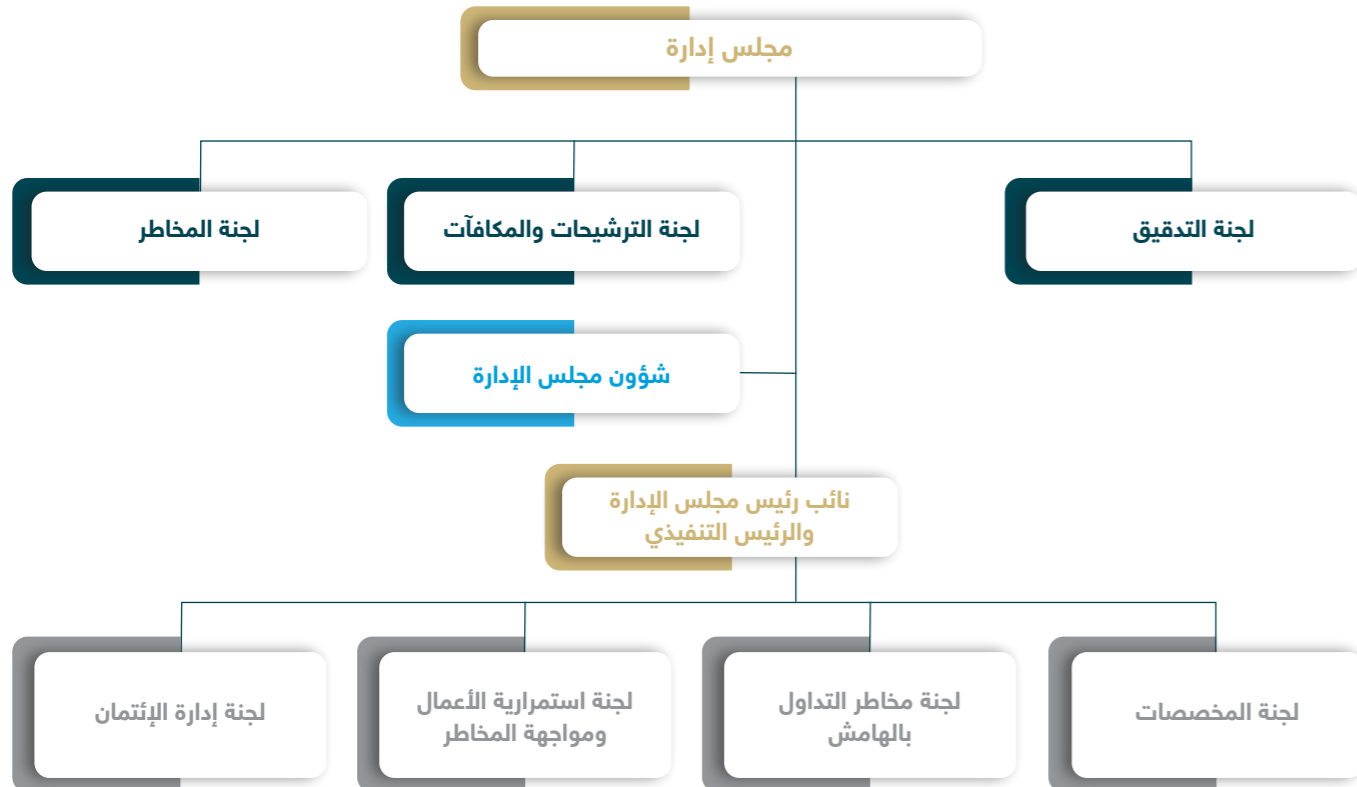 مجلس إدارة
لجنة التدقيق
لجنة الترشيحات والمكافآت
لجنة المخاطر
شؤون مجلس الإدارة
نائب رئيس مجلس الإدارة
والرئيس التنفيذي
لجنة المخصصات
لجنة مخاطر التداول
بالهامش
لجنة استمرارية الأعمال
ومواجهة المخاطر
لجنة إدارة الإئتمان